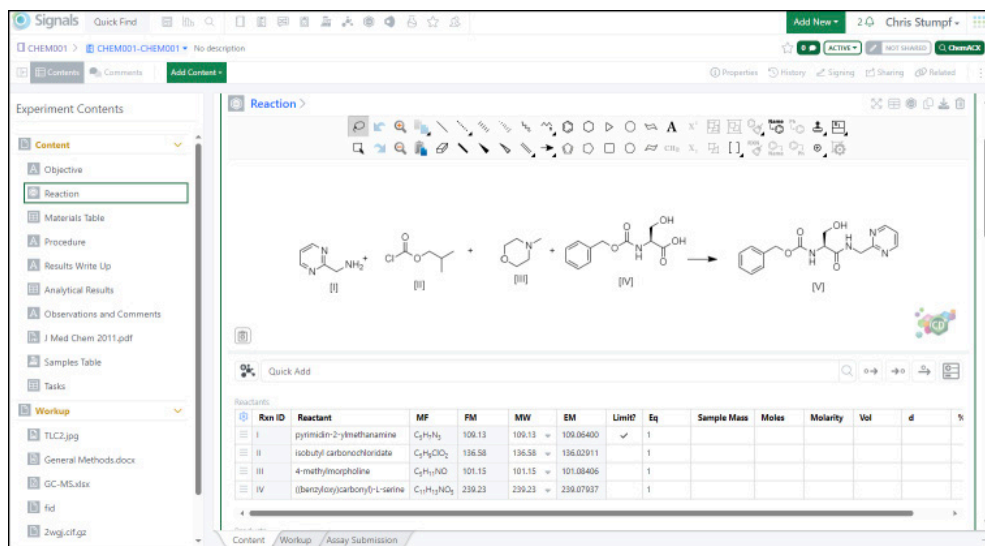 Signals Quick Find Add New 2 Chris Stumpf
CHEM001 > CHEM001-CHEM001 No description 0 ACTIVE NOT SHARED ChemACX
Contents Comments Add Content Properties History Signing Sharing Related
Experiment Contents
Content
Objective
Reaction
Materials Table
Procedure
Results Write Up
Analytical Results
Observations and Comments
J Med Chem 2011.pdf
Samples Table
Tasks
Workup
TLC2.jpg
General Methods.docx
GC-MS.xlsx
fid
2wgj.cif.gz
Reaction >
A
CH₂
N N NH₂ + Cl O O + O N + O O N H O OH OH O O N H O OH H N N N
[I] [II] [III] [IV] [V]
Quick Add
Reactants
Rxn ID Reactant MF FM MW EM Limit? Eq Sample Mass Moles Molarity Vol d %
I pyrimidin-2-ylmethanamine C₅H₇N₃ 109.13 109.13 109.06400 ✓ 1
II isobutyl carbonochloridate C₅H₉ClO₂ 136.58 136.58 136.02911 1
III 4-methylmorpholine C₅H₁₁NO 101.15 101.15 101.08406 1
IV ((benzyloxy)carbonyl)-L-serine C₁₁H₁₃NO₅ 239.23 239.23 239.07937 1
Content Workup Assay Submission